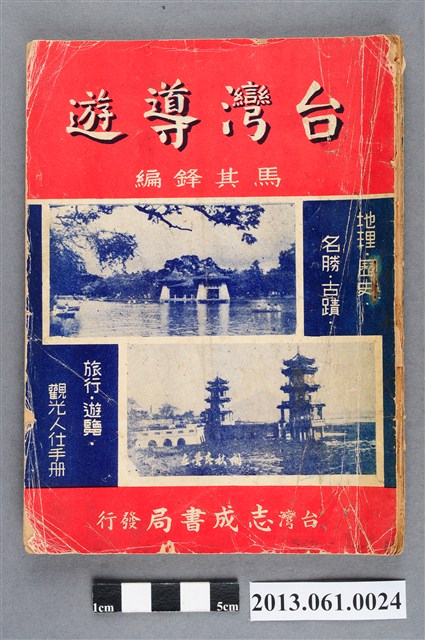 台灣導遊
馬其鋒編
地理·歷史·
名勝·古蹟·
旅行·遊覽·
觀光人仕手册
台灣志成書局發行
1cm
5cm
2013.061.0024